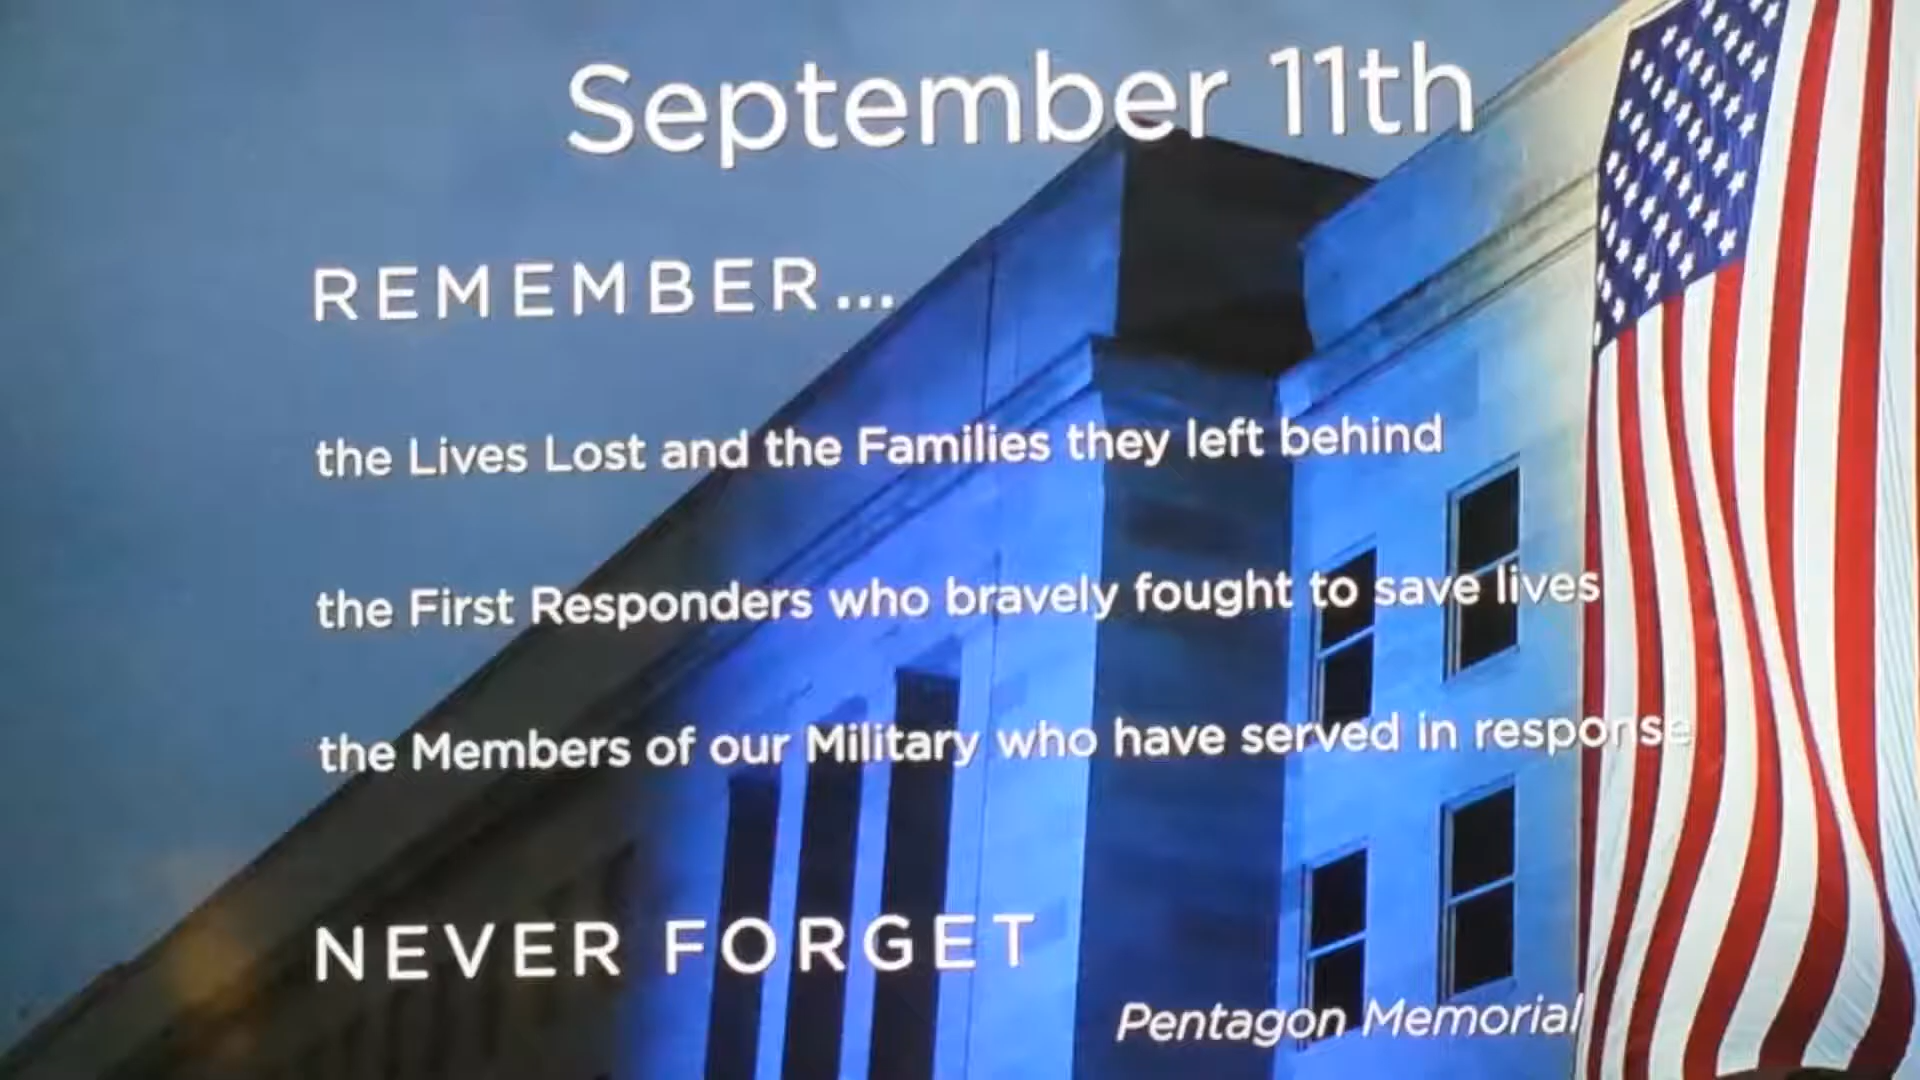 September 11th
REMEMBER...
the Lives Lost and the Families they left behind
the First Responders who bravely fought to save lives
the Members of our Military who have served in response
NEVER FORGET
Pentagon Memorial